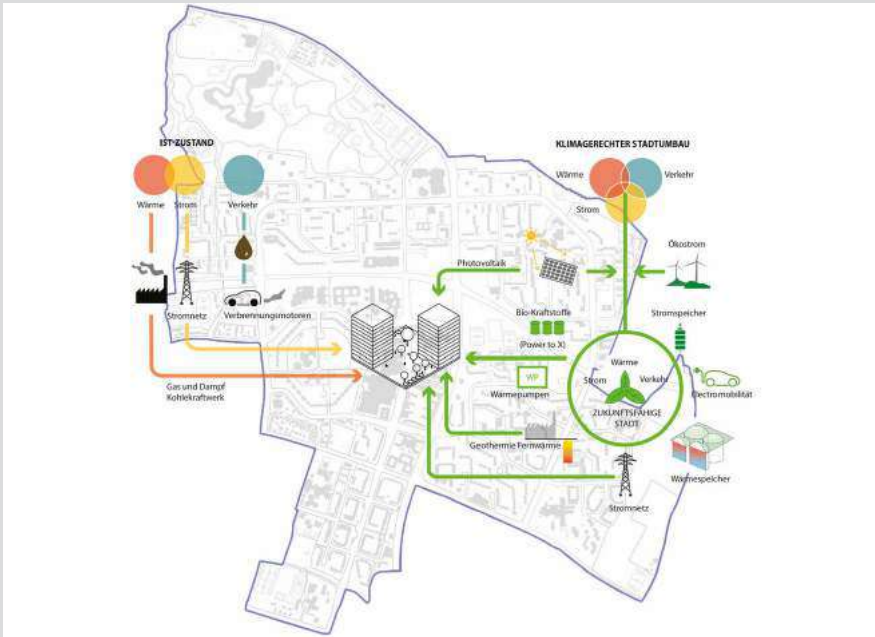 IST-ZUSTAND
Wärme
Strom
Verkehr
Stromnetz
Verbrennungsmotoren
Gas und Dampf
Kohlekraftwerk
KLIMAGERECHTER STADTUMBAU
Wärme
Verkehr
Strom
Ökostrom
Photovoltaik
Bio-Kraftstoffe
(Power to X)
Stromspeicher
WP
Wärmepumpen
Wärme
Strom
Verkehr
ZUKUNFTSFÄHIGE
STADT
Electromobilität
Geothermie Fernwärme
Wärmespeicher
Stromnetz